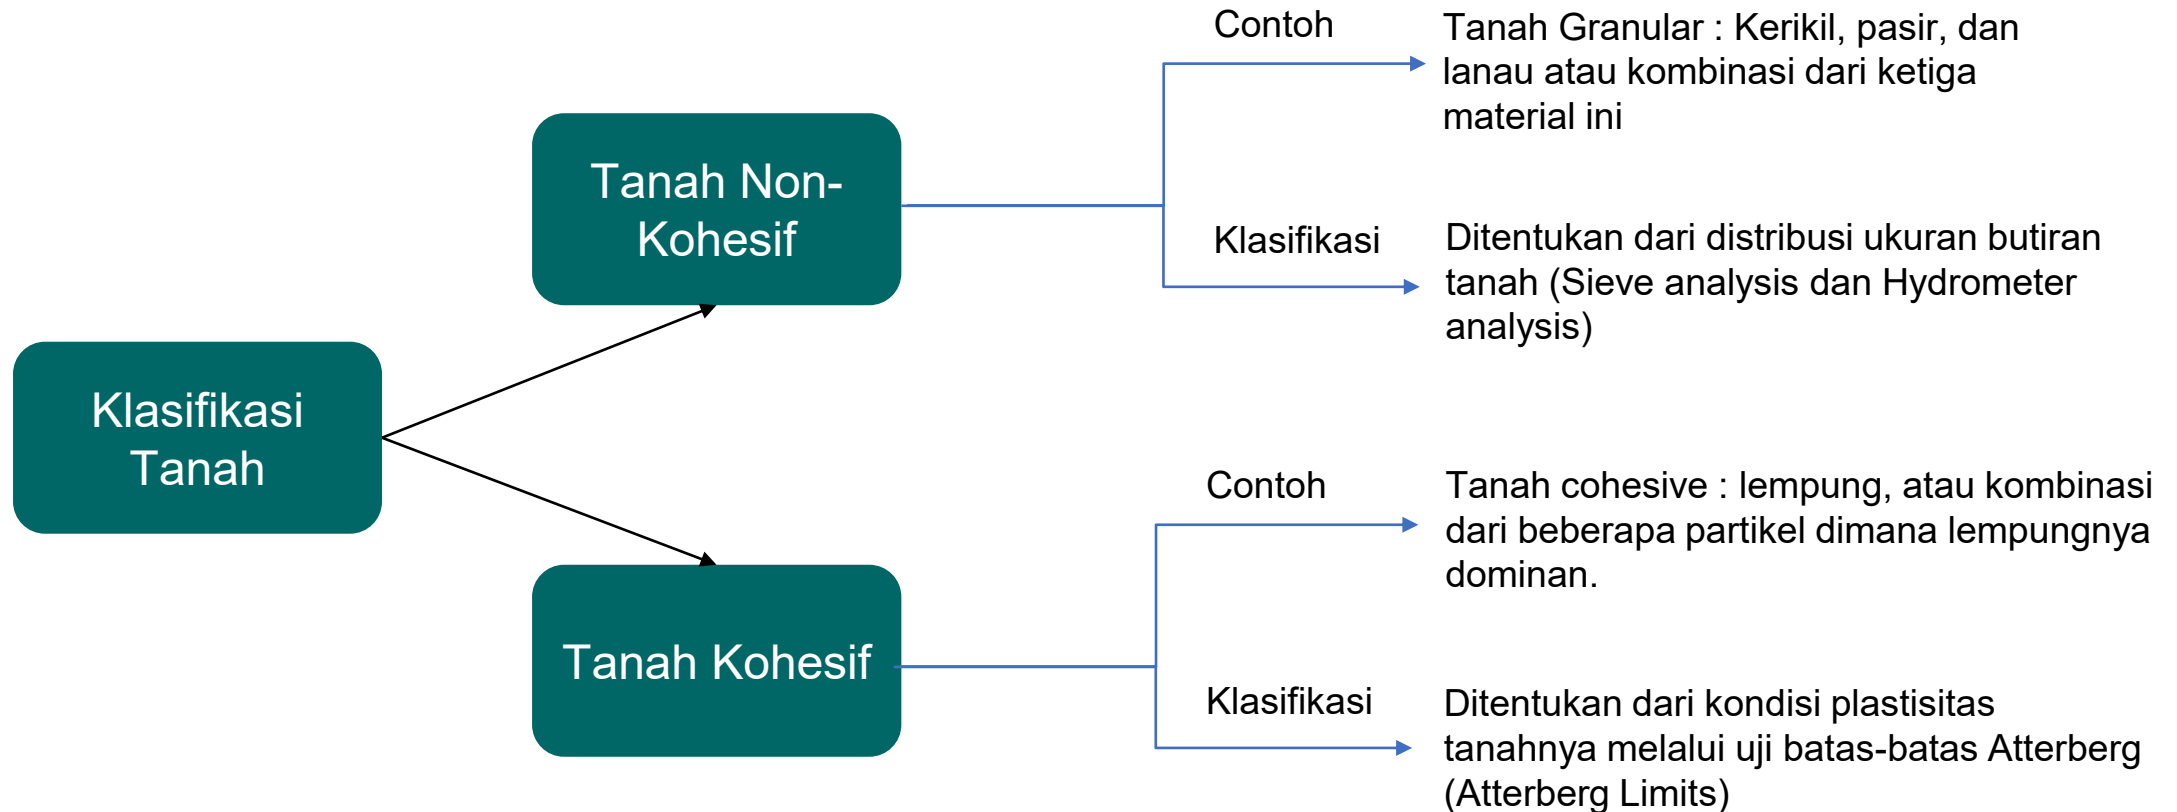 Klasifikasi
Tanah
Tanah Non-
Kohesif
Contoh
Tanah Granular : Kerikil, pasir, dan
lanau atau kombinasi dari ketiga
material ini
Klasifikasi
Ditentukan dari distribusi ukuran butiran
tanah (Sieve analysis dan Hydrometer
analysis)
Tanah Kohesif
Contoh
Tanah cohesive : lempung, atau kombinasi
dari beberapa partikel dimana lempungnya
dominan.
Klasifikasi
Ditentukan dari kondisi plastisitas
tanahnya melalui uji batas-batas Atterberg
(Atterberg Limits)